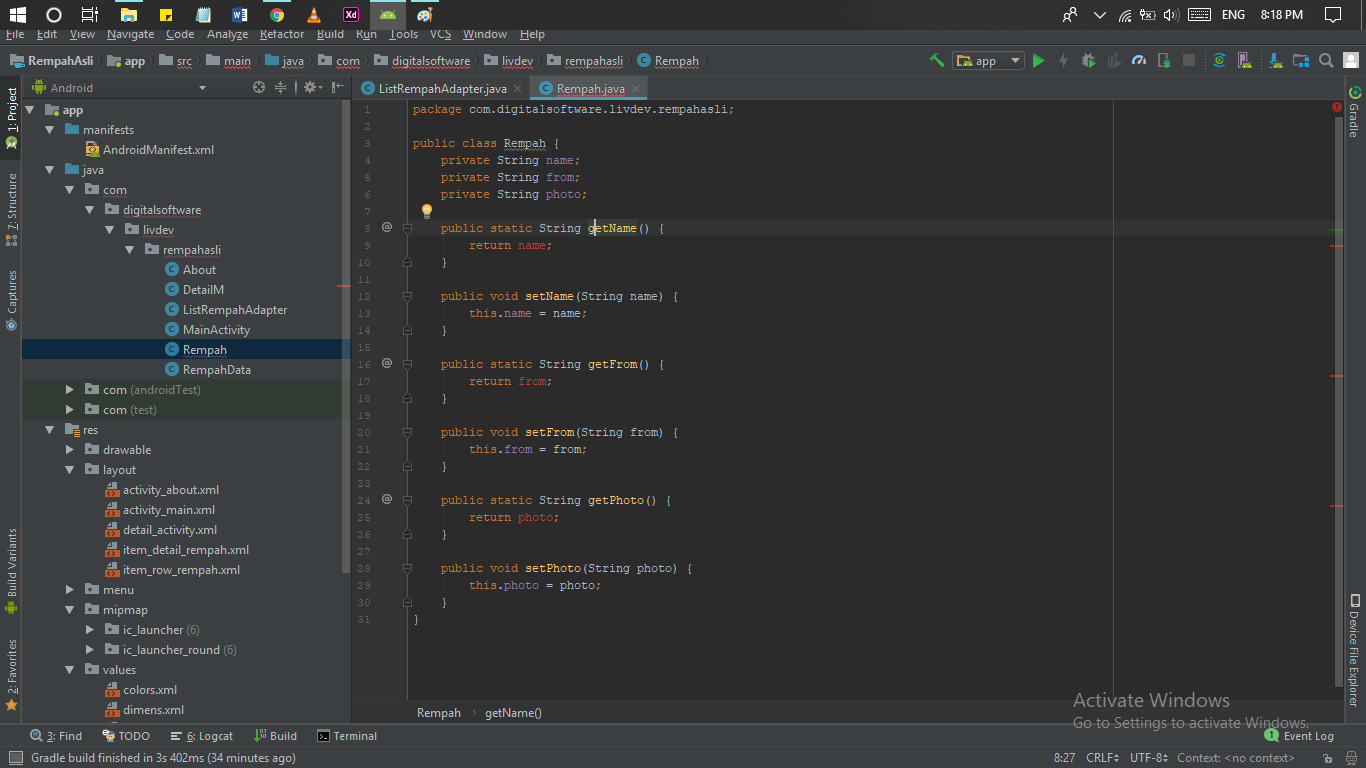 Xd
ENG 8:18 PM
File Edit View Navigate Code Analyze Refactor Build Run Tools VCS Window Help
RempahAsli app src main java com digitalsoftware livdev rempahasli Rempah
app
1: Project
7: Structure
Captures
Build Variants
2: Favorites
Android
app
manifests
AndroidManifest.xml
java
com
digitalsoftware
livdev
rempahasli
About
DetailM
ListRempahAdapter
MainActivity
Rempah
RempahData
com (androidTest)
com (test)
res
drawable
layout
activity_about.xml
activity_main.xml
detail_activity.xml
item_detail_rempah.xml
item_row_rempah.xml
menu
mipmap
ic_launcher (6)
ic_launcher_round (6)
values
colors.xml
dimens.xml
ListRempahAdapter.java Rempah.java
1 package com.digitalsoftware.livdev.rempahasli;
2
3 public class Rempah {
4 private String name;
5 private String from;
6 private String photo;
7
8 @ public static String getName() {
9 return name;
10 }
11
12 public void setName(String name) {
13 this.name = name;
14 }
15
16 @ public static String getFrom() {
17 return from;
18 }
19
20 public void setFrom(String from) {
21 this.from = from;
22 }
23
24 @ public static String getPhoto() {
25 return photo;
26 }
27
28 public void setPhoto(String photo) {
29 this.photo = photo;
30 }
31 }
Rempah getName()
Gradle
Device File Explorer
Activate Windows
Go to Settings to activate Windows.
3: Find TODO 6: Logcat Build Terminal
1 Event Log
Gradle build finished in 3s 402ms (34 minutes ago)
8:27 CRLF UTF-8 Context: <no context>